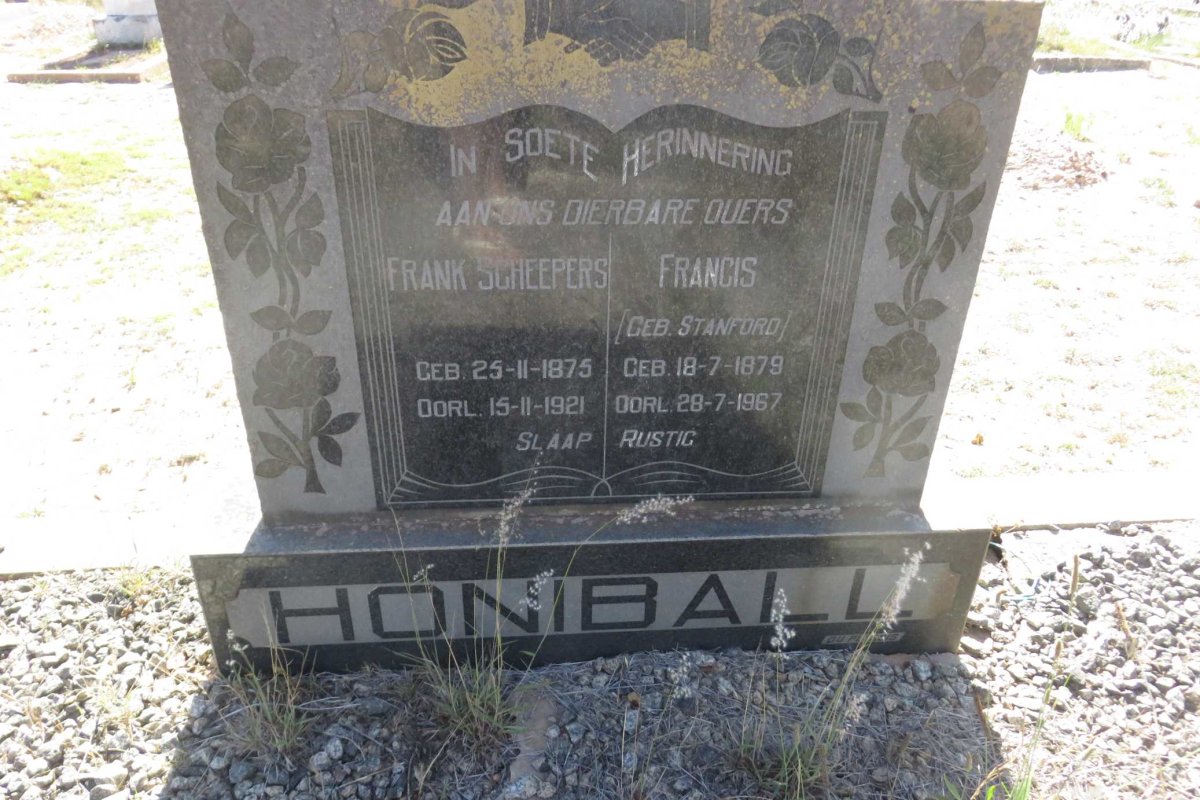 IN SOETE HERINNERING
AAN ONS DIERBARE OUERS
FRANK SCHEEPERS
GEB. 25-11-1875
OORL. 15-11-1921
SLAAP
FRANCIS
[GEB. STANFORD]
GEB. 18-7-1879
OORL. 28-7-1967
RUSTIG
HONIBALL